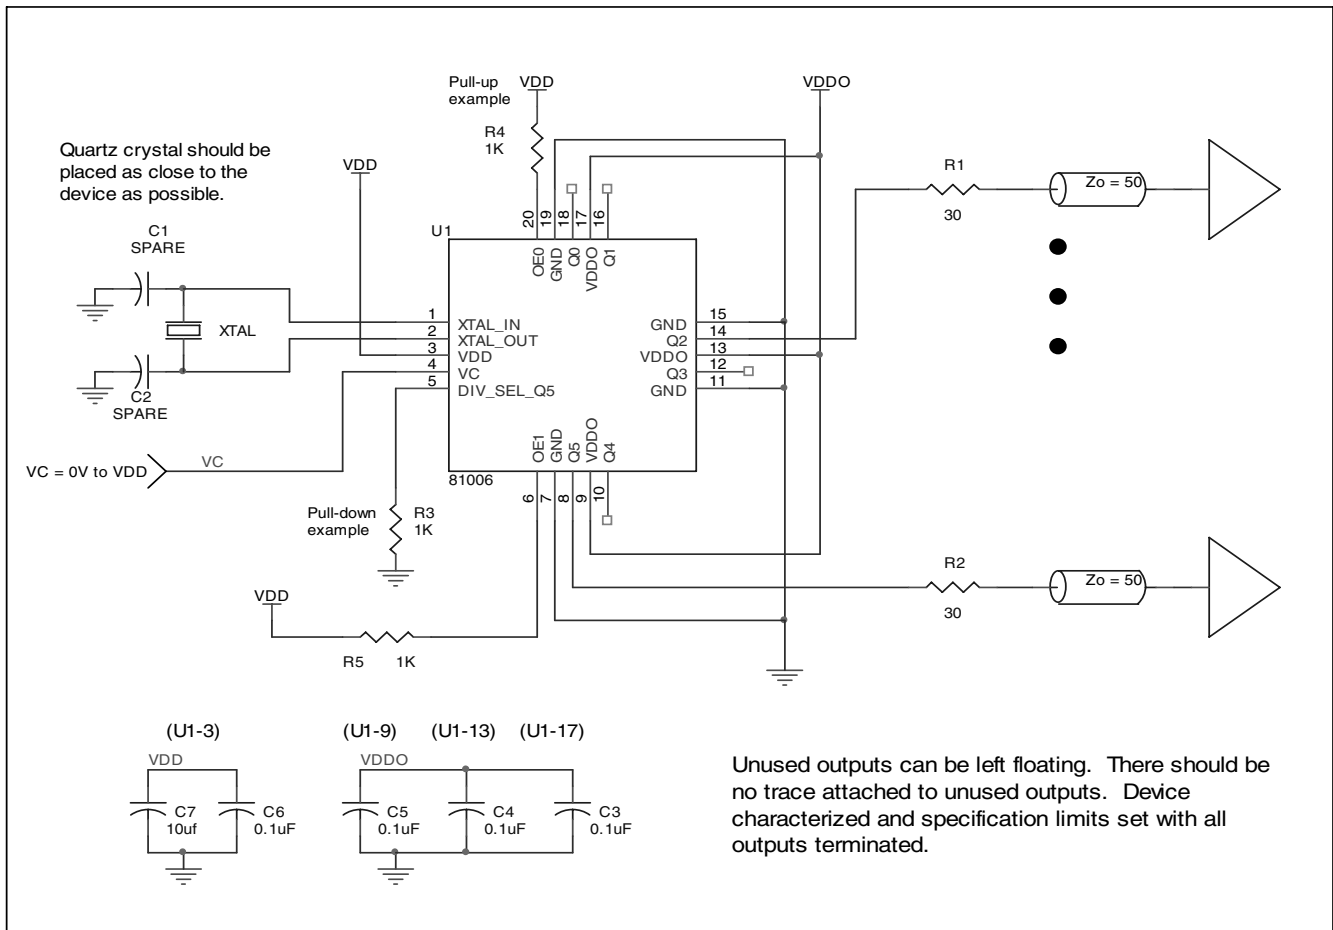 Pull-up
example
VDD
VDDO
R4
1K
Quartz crystal should be
placed as close to the
device as possible.
VDD
R1
30
Zo = 50
C1
SPARE
XTAL
C2
SPARE
U1
20
19
18
17
16
OE0
GND
Q0
VDDO
Q1
1
XTAL_IN
2
XTAL_OUT
3
VDD
4
VC
5
DIV_SEL_Q5
GND
15
Q2
14
VDDO
13
Q3
12
GND
11
OE1
GND
Q5
VDDO
Q4
6
7
8
9
10
81006
VC = 0V to VDD
VC
Pull-down
example
R3
1K
VDD
R5
1K
R2
30
Zo = 50
(U1-3)
(U1-9)
(U1-13)
(U1-17)
VDD
C7
10uf
C6
0.1uF
VDDO
C5
0.1uF
C4
0.1uF
C3
0.1uF
Unused outputs can be left floating. There should be
no trace attached to unused outputs. Device
characterized and specification limits set with all
outputs terminated.